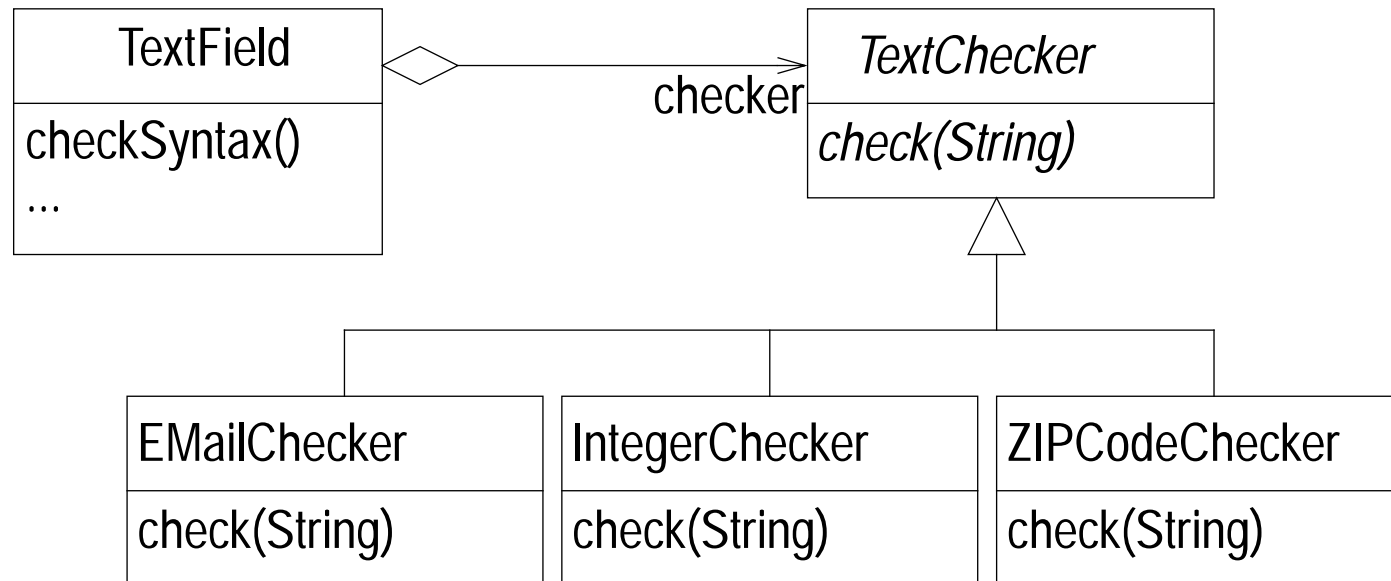 TextField
checkSyntax()
...
checker
TextChecker
check(String)
EMailChecker
check(String)
IntegerChecker
check(String)
ZIPCodeChecker
check(String)